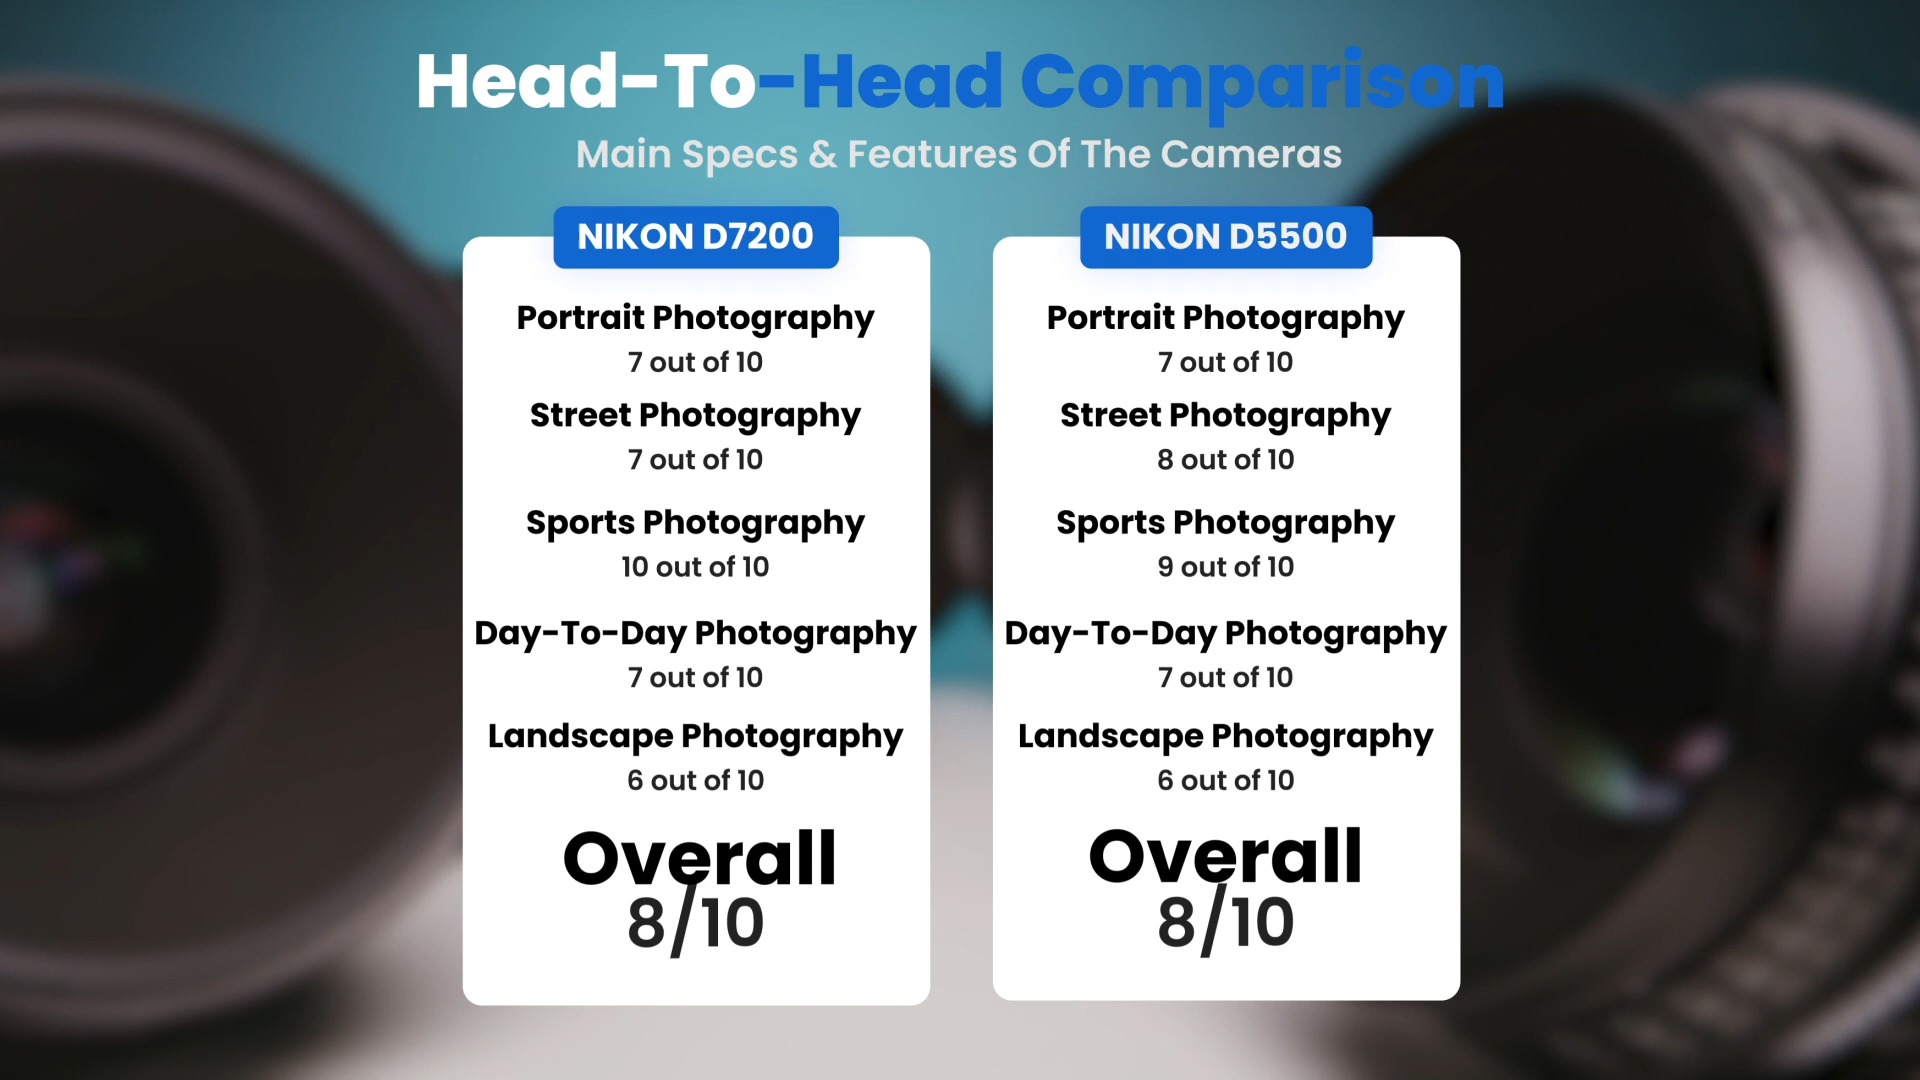 Head-To-Head Comparison
Main Specs & Features Of The Cameras
NIKON D7200
Portrait Photography
7 out of 10
Street Photography
7 out of 10
Sports Photography
10 out of 10
Day-To-Day Photography
7 out of 10
Landscape Photography
6 out of 10
Overall
8/10
NIKON D5500
Portrait Photography
7 out of 10
Street Photography
8 out of 10
Sports Photography
9 out of 10
Day-To-Day Photography
7 out of 10
Landscape Photography
6 out of 10
Overall
8/10